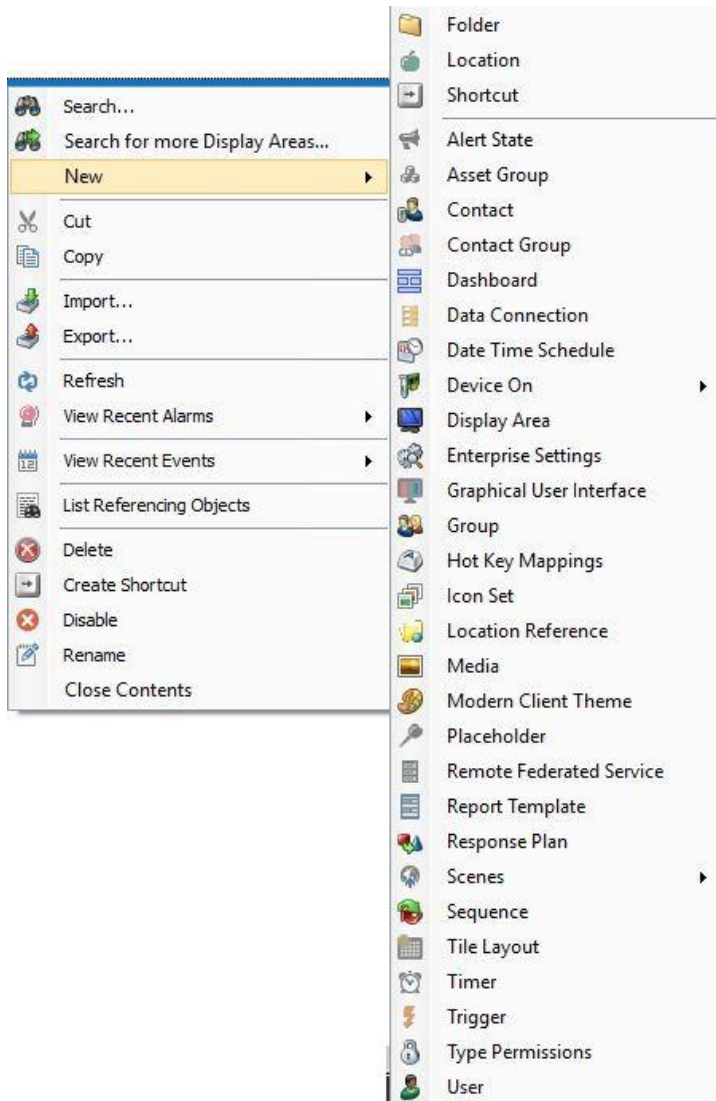 Search...
Search for more Display Areas...
New
Cut
Copy
Import...
Export...
Refresh
View Recent Alarms
View Recent Events
List Referencing Objects
Delete
Create Shortcut
Disable
Rename
Close Contents
Folder
Location
Shortcut
Alert State
Asset Group
Contact
Contact Group
Dashboard
Data Connection
Date Time Schedule
Device On
Display Area
Enterprise Settings
Graphical User Interface
Group
Hot Key Mappings
Icon Set
Location Reference
Media
Modern Client Theme
Placeholder
Remote Federated Service
Report Template
Response Plan
Scenes
Sequence
Tile Layout
Timer
Trigger
Type Permissions
User